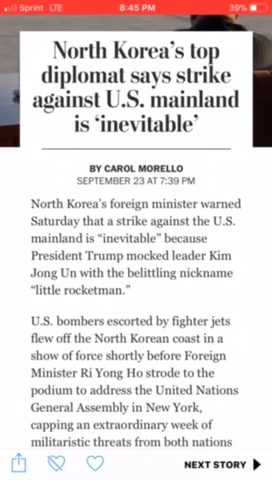 Sprint LTE 8:45 PM 39%
North Korea's top
diplomat says strike
against U.S. mainland
is ‘inevitable’
BY CAROL MORELLO
SEPTEMBER 23 AT 7:39 PM
North Korea's foreign minister warned
Saturday that a strike against the U.S.
mainland is “inevitable” because
President Trump mocked leader Kim
Jong Un with the belittling nickname
“little rocketman.”
U.S. bombers escorted by fighter jets
flew off the North Korean coast in a
show of force shortly before Foreign
Minister Ri Yong Ho strode to the
podium to address the United Nations
General Assembly in New York,
capping an extraordinary week of
militaristic threats from both nations
NEXT STORY